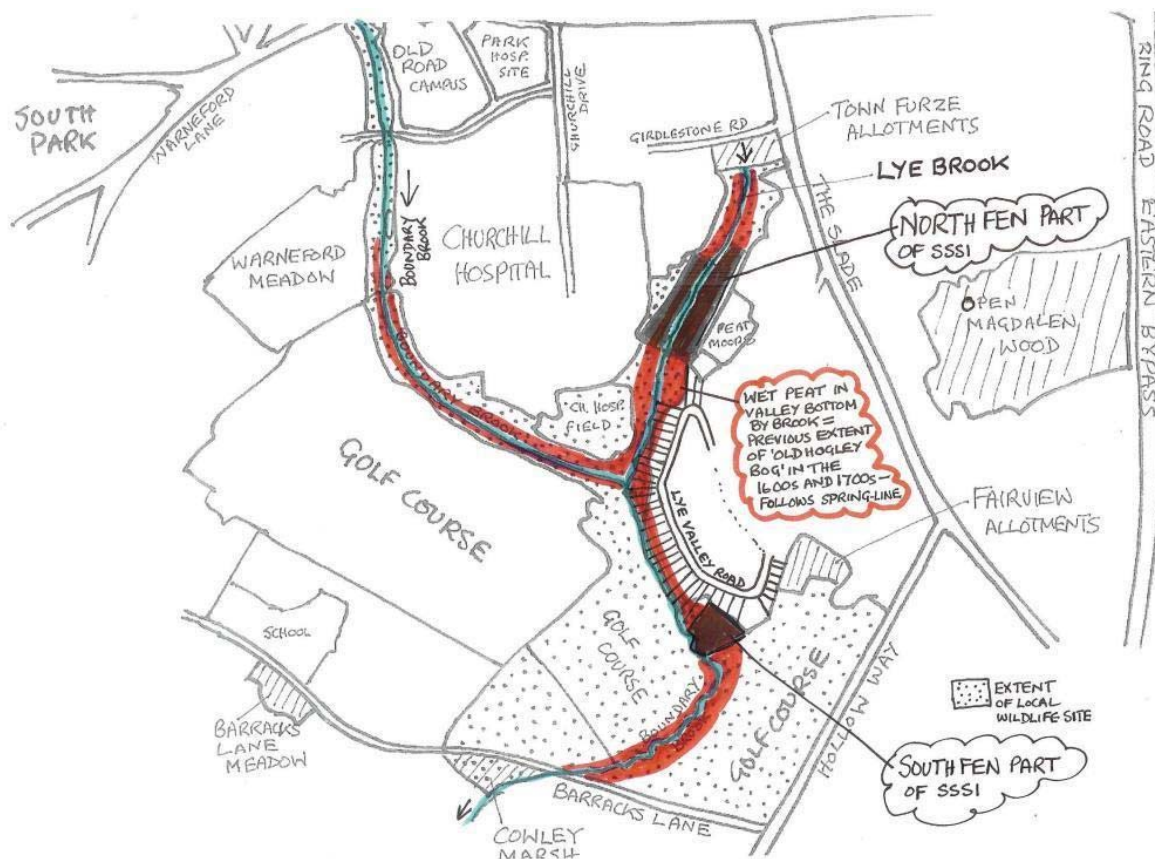 SOUTH
PARK
WARNEFORD
LANE
OLD
ROAD
CAMPUS
PARK
HOSP.
SITE
CHURCHILL
DRIVE
GIRDLESTONE RD
TOWN FURZE
ALLOTMENTS
LYE BROOK
THE SLADE
NORTH FEN PART
OF SSSI
RING ROAD EASTERN BYPASS
WARNEFORD
MEADOW
BOUNDARY
BROOK
CHURCHILL
HOSPITAL
OPEN
MAGDALEN
WOOD
PEAT
MOORS
BOUNDARY BROOK
CH. HOSP.
FIELD
WET PEAT IN
VALLEY BOTTOM
BY BROOK =
PREVIOUS EXTENT
OF 'OLD HOGLEY
BOG' IN THE
1600S AND 1700S—
FOLLOWS SPRING-LINE
GOLF COURSE
LYE VALLEY ROAD
FAIRVIEW
ALLOTMENTS
SCHOOL
GOLF
COURSE
BOUNDARY
BROOK
GOLF COURSE
HOLLOW WAY
EXTENT
OF LOCAL
WILDLIFE SITE
BARRACKS
LANE
MEADOW
BARRACKS LANE
SOUTH FEN PART
OF SSSI
COWLEY
MARSH